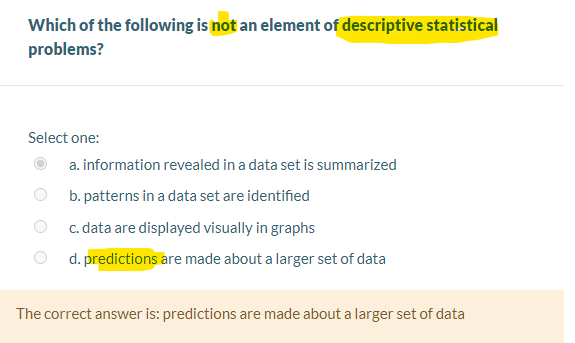 Which of the following is not an element of descriptive statistical
problems?
Select one:
a. information revealed in a data set is summarized
b. patterns in a data set are identified
c. data are displayed visually in graphs
d. predictions are made about a larger set of data
The correct answer is: predictions are made about a larger set of data